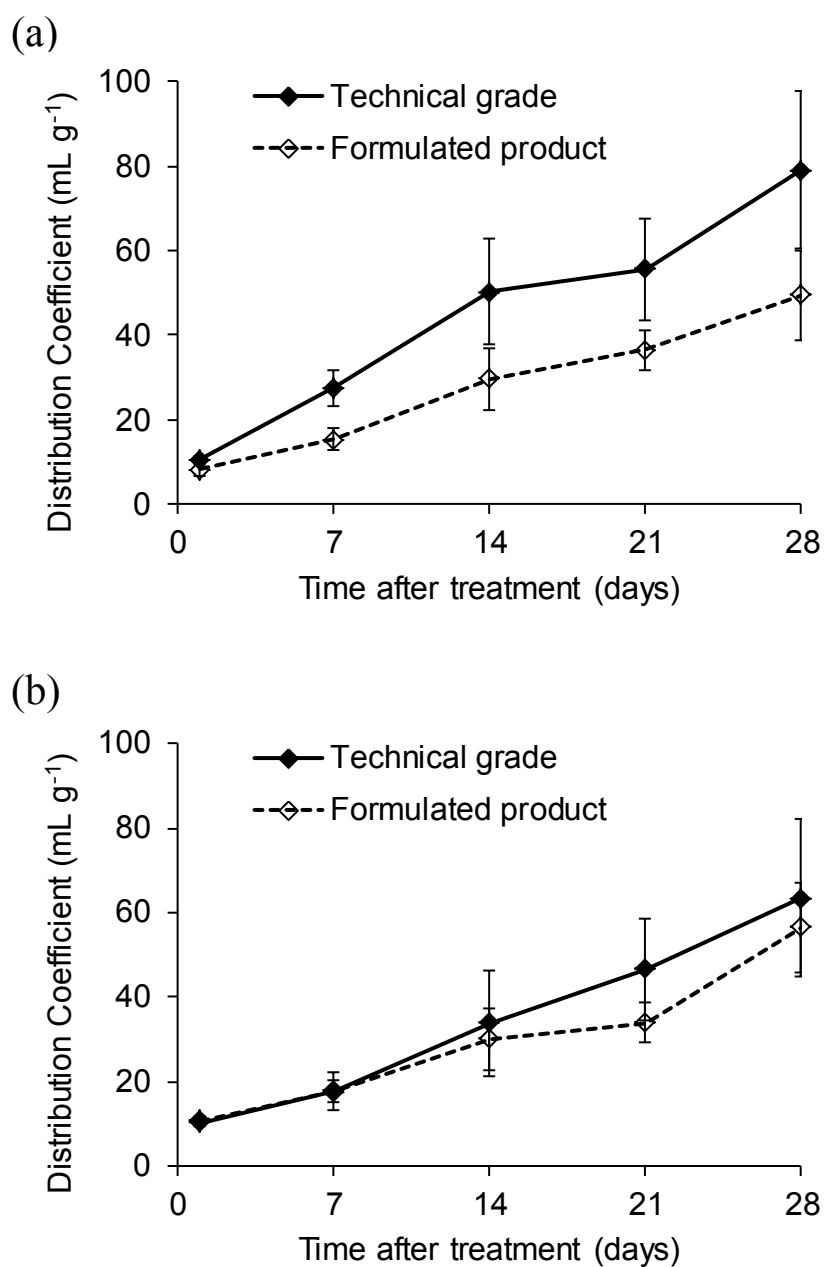 (a)
100
80
60
40
20
0
Distribution Coefficient (mL g⁻¹)
Technical grade
Formulated product
0 7 14 21 28
Time after treatment (days)
(b)
100
80
60
40
20
0
Distribution Coefficient (mL g⁻¹)
Technical grade
Formulated product
0 7 14 21 28
Time after treatment (days)